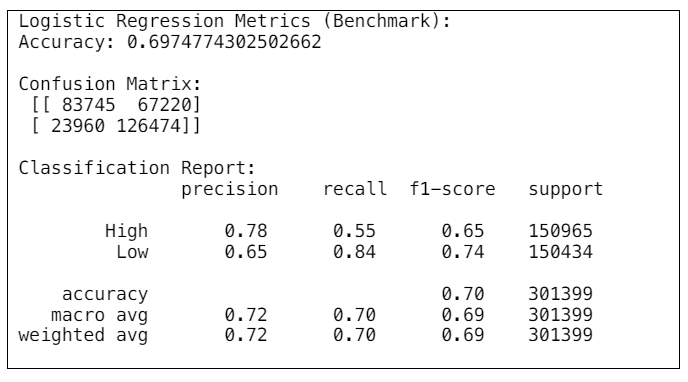 Logistic Regression Metrics (Benchmark):
Accuracy: 0.6974774302502662
Confusion Matrix:
[[ 83745  67220]
[ 23960 126474]]
Classification Report:
precision recall f1-score support
High 0.78 0.55 0.65 150965
Low 0.65 0.84 0.74 150434
accuracy 0.70 301399
macro avg 0.72 0.70 0.69 301399
weighted avg 0.72 0.70 0.69 301399